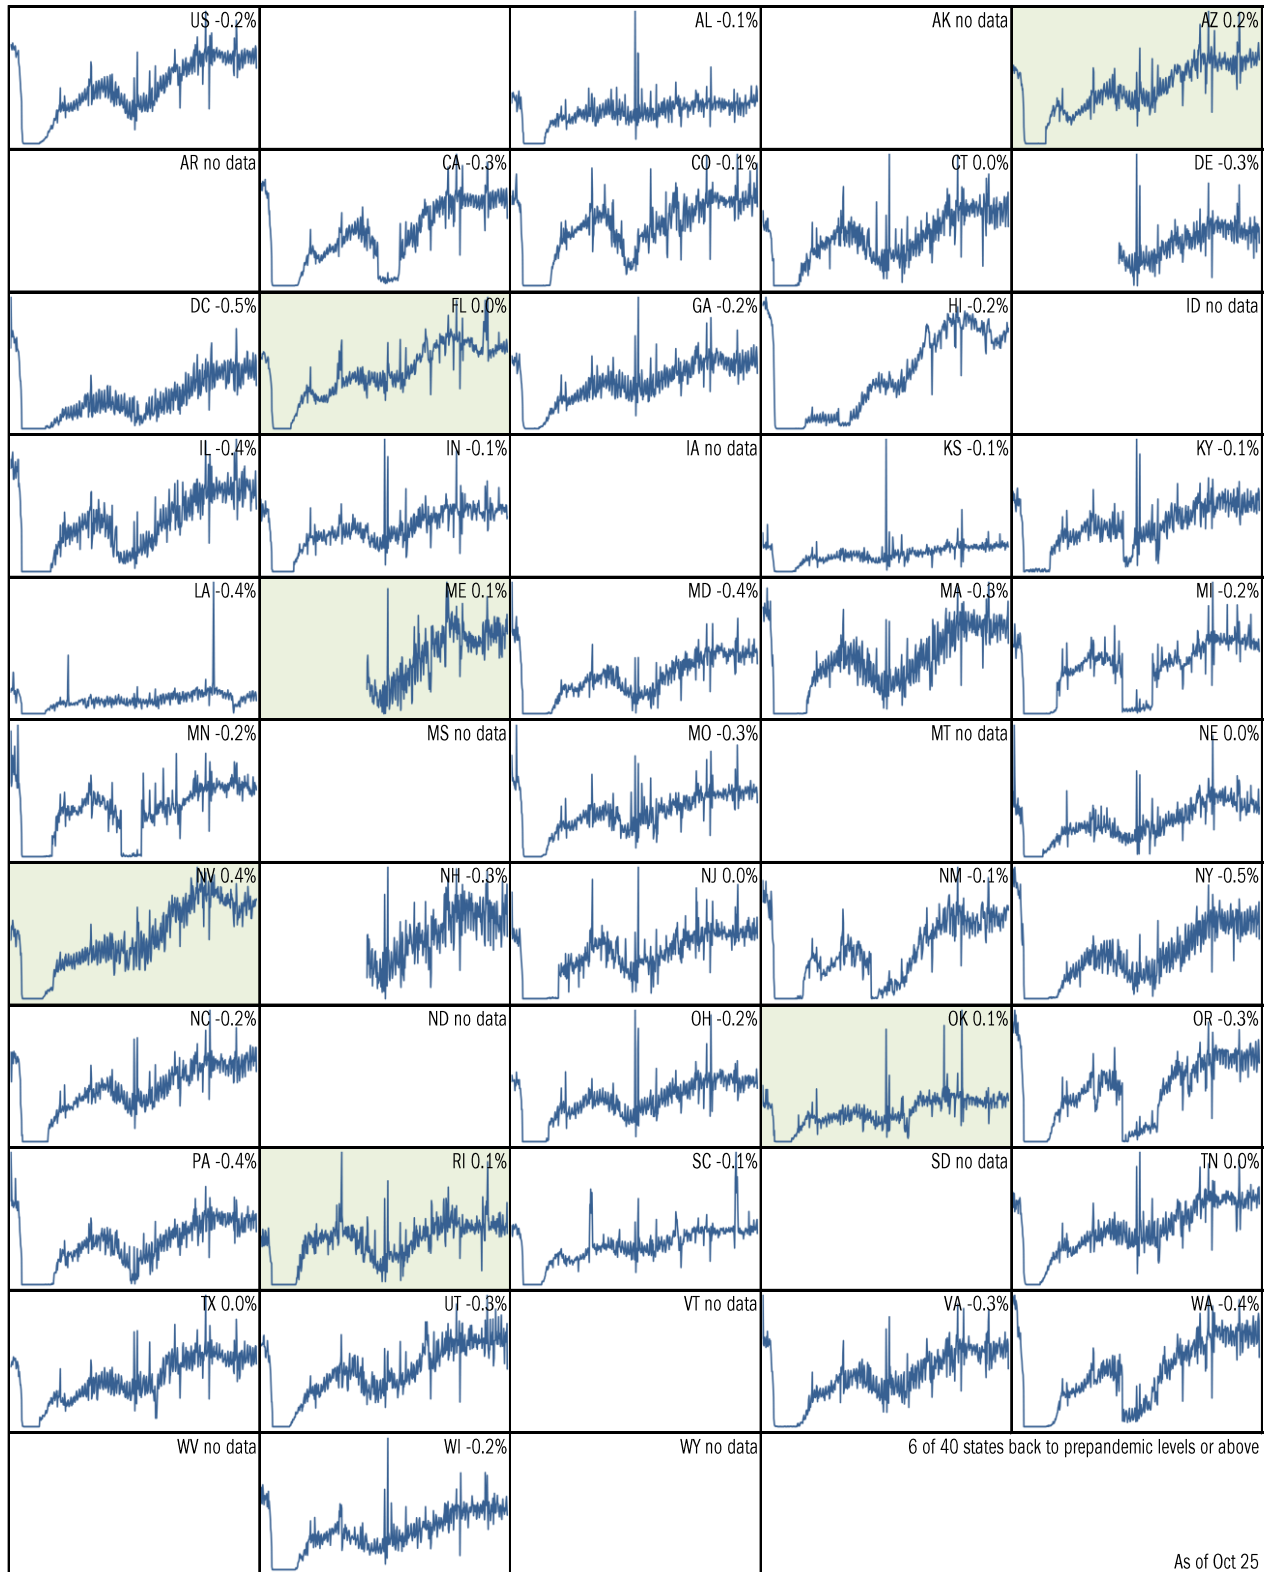 US -0.2%
AL -0.1%
AK no data
AZ 0.2%
AR no data
CA -0.3%
CO -0.1%
CT 0.0%
DE -0.3%
DC -0.5%
FL 0.0%
GA -0.2%
HI -0.2%
ID no data
IL -0.4%
IN -0.1%
IA no data
KS -0.1%
KY -0.1%
LA -0.4%
ME 0.1%
MD -0.4%
MA -0.3%
MI -0.2%
MN -0.2%
MS no data
MO -0.3%
MT no data
NE 0.0%
NV 0.4%
NH -0.3%
NJ 0.0%
NM -0.1%
NY -0.5%
NC -0.2%
ND no data
OH -0.2%
OK 0.1%
OR -0.3%
PA -0.4%
RI 0.1%
SC -0.1%
SD no data
TN 0.0%
TX 0.0%
UT -0.3%
VT no data
VA -0.3%
WA -0.4%
WV no data
WI -0.2%
WY no data
6 of 40 states back to prepandemic levels or above
As of Oct 25